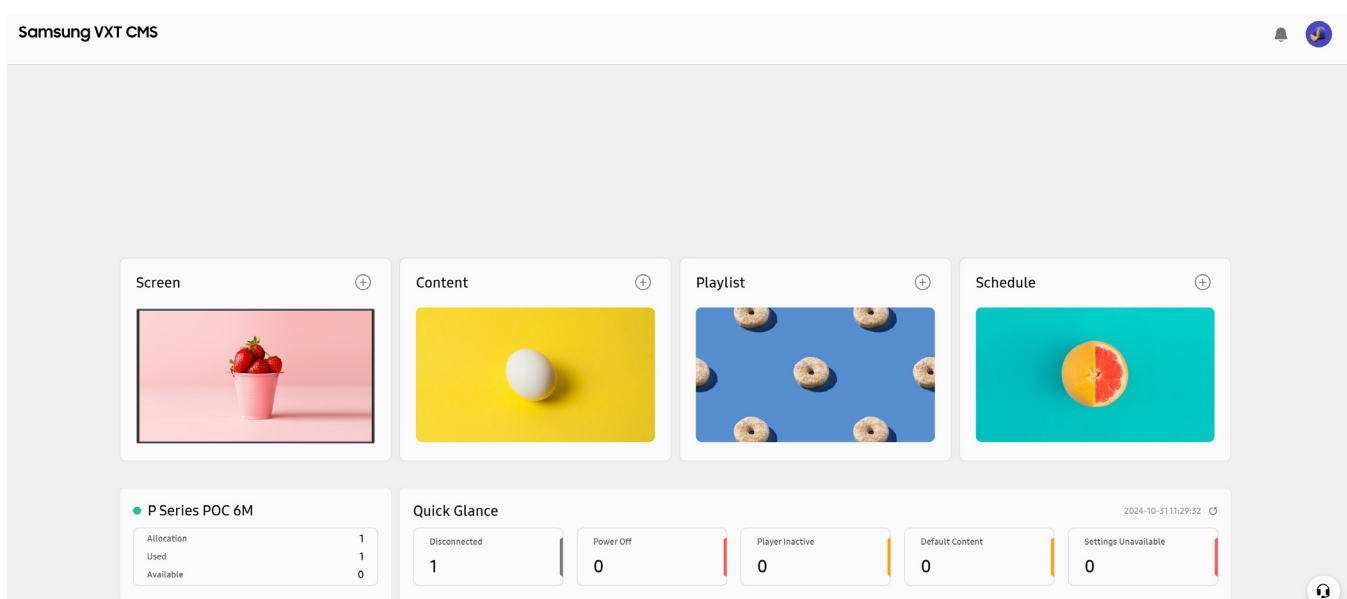 Samsung VXT CMS
Screen
Content
Playlist
Schedule
P Series POC 6M
Allocation 1
Used 1
Available 0
Quick Glance
2024-10-31 11:29:32
Disconnected
1
Power Off
0
Player Inactive
0
Default Content
0
Settings Unavailable
0